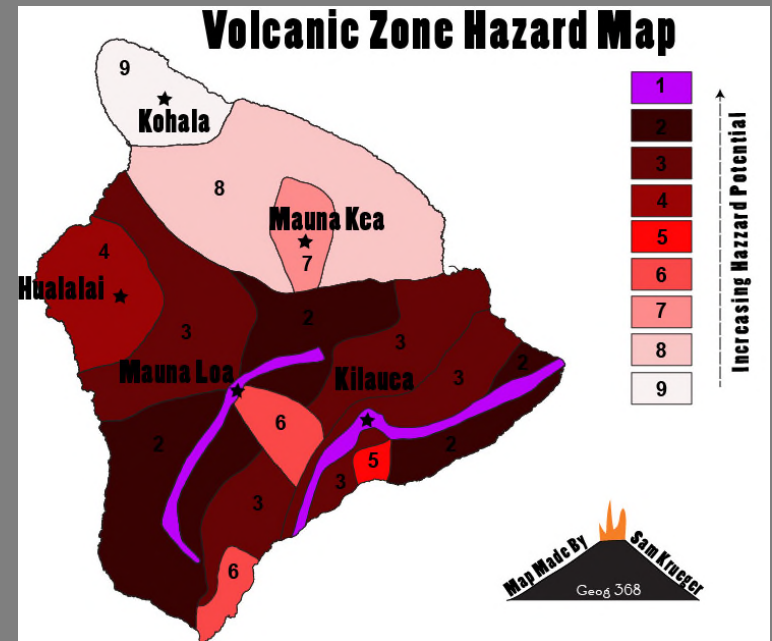 Volcanic Zone Hazard Map
9
Kohala
8
Mauna Kea
7
4
Hualalai
3
2
3
Mauna Loa
Kilauea
3
2
6
2
2
5
3
3
6
1
2
3
4
5
6
7
8
9
Increasing Hazzard Potential
Map Made By
Sam Krueger
Geog 368